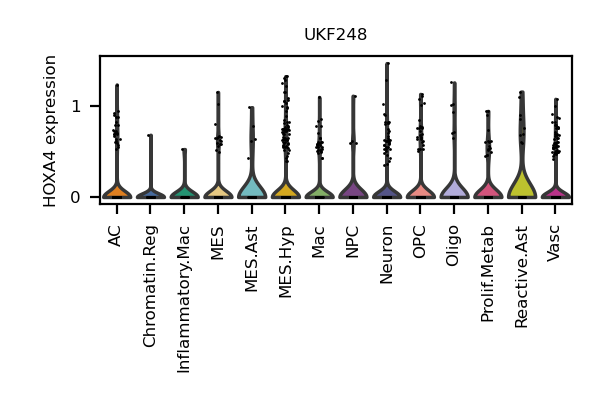 UKF248
HOXA4 expression
1
0
AC
Chromatin.Reg
Inflammatory.Mac
MES
MES.Ast
MES.Hyp
Mac
NPC
Neuron
OPC
Oligo
Prolif.Metab
Reactive.Ast
Vasc